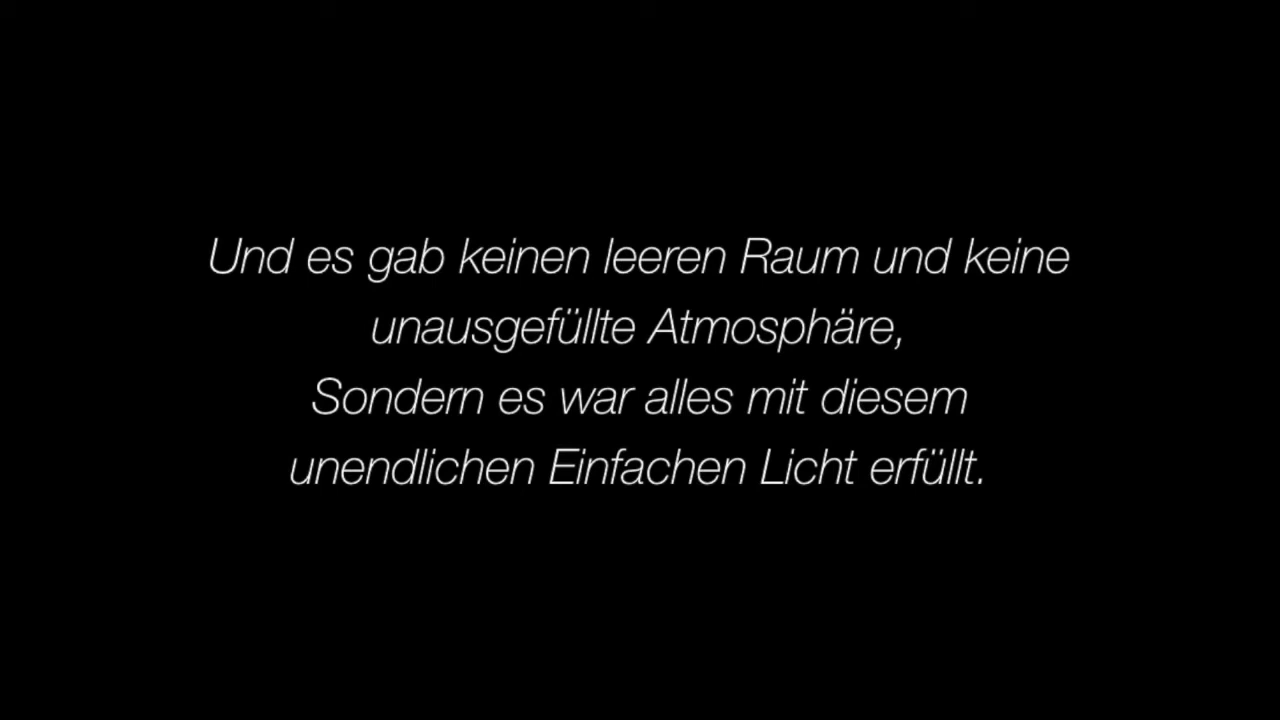 Und es gab keinen leeren Raum und keine
unausgefüllte Atmosphäre,
Sondern es war alles mit diesem
unendlichen Einfachen Licht erfüllt.